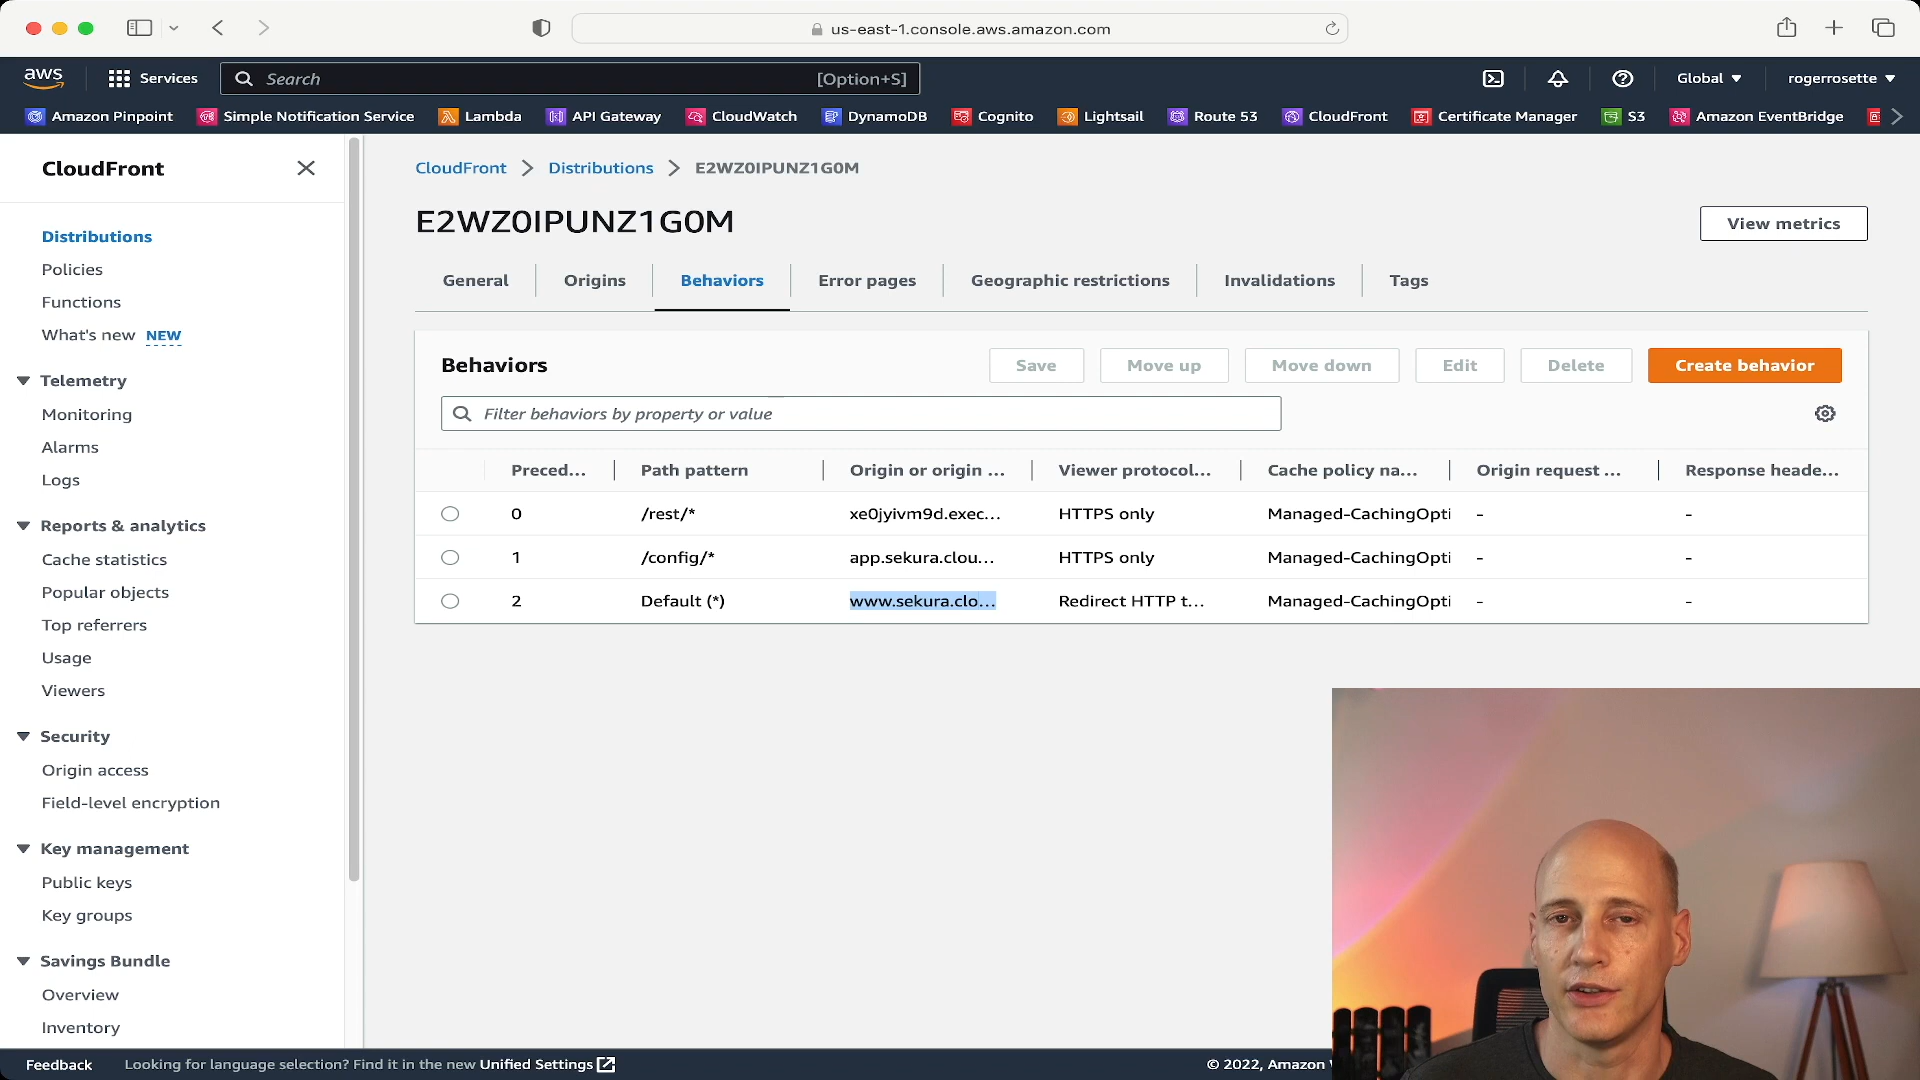 us-east-1.console.aws.amazon.com
aws Services Search [Option+S] Global rogerrosette
Amazon Pinpoint Simple Notification Service Lambda API Gateway CloudWatch DynamoDB Cognito Lightsail Route 53 CloudFront Certificate Manager S3 Amazon EventBridge
CloudFront
Distributions
Policies
Functions
What's new NEW
Telemetry
Monitoring
Alarms
Logs
Reports & analytics
Cache statistics
Popular objects
Top referrers
Usage
Viewers
Security
Origin access
Field-level encryption
Key management
Public keys
Key groups
Savings Bundle
Overview
Inventory
CloudFront Distributions E2WZ0IPUNZ1G0M
E2WZ0IPUNZ1G0M
View metrics
General Origins Behaviors Error pages Geographic restrictions Invalidations Tags
Behaviors Save Move up Move down Edit Delete Create behavior
Filter behaviors by property or value
Preced... Path pattern Origin or origin ... Viewer protocol... Cache policy na... Origin request ... Response heade...
0 /rest/* xe0jyivm9d.exec... HTTPS only Managed-CachingOpti - -
1 /config/* app.sekura.clou... HTTPS only Managed-CachingOpti - -
2 Default (*) www.sekura.clo... Redirect HTTP t... Managed-CachingOpti - -
Feedback Looking for language selection? Find it in the new Unified Settings © 2022, Amazon